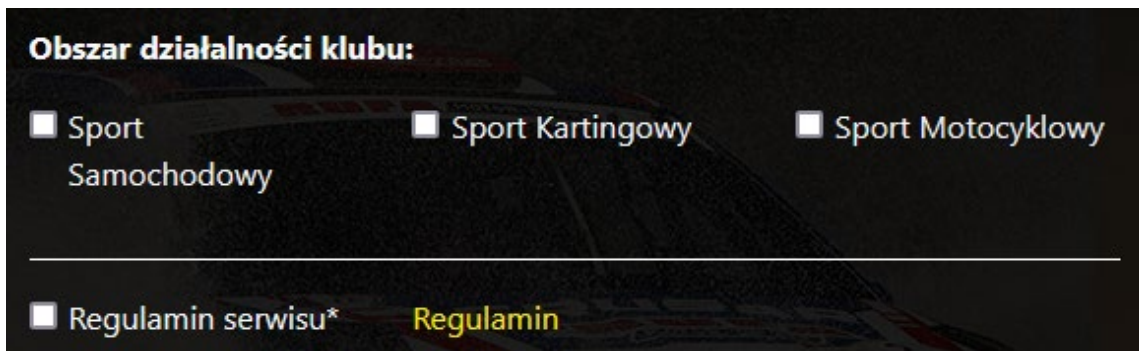 Obszar działalności klubu:
Sport Kartingowy
Sport Motocyklowy
Sport
Samochodowy
Regulamin serwisu*
Regulamin